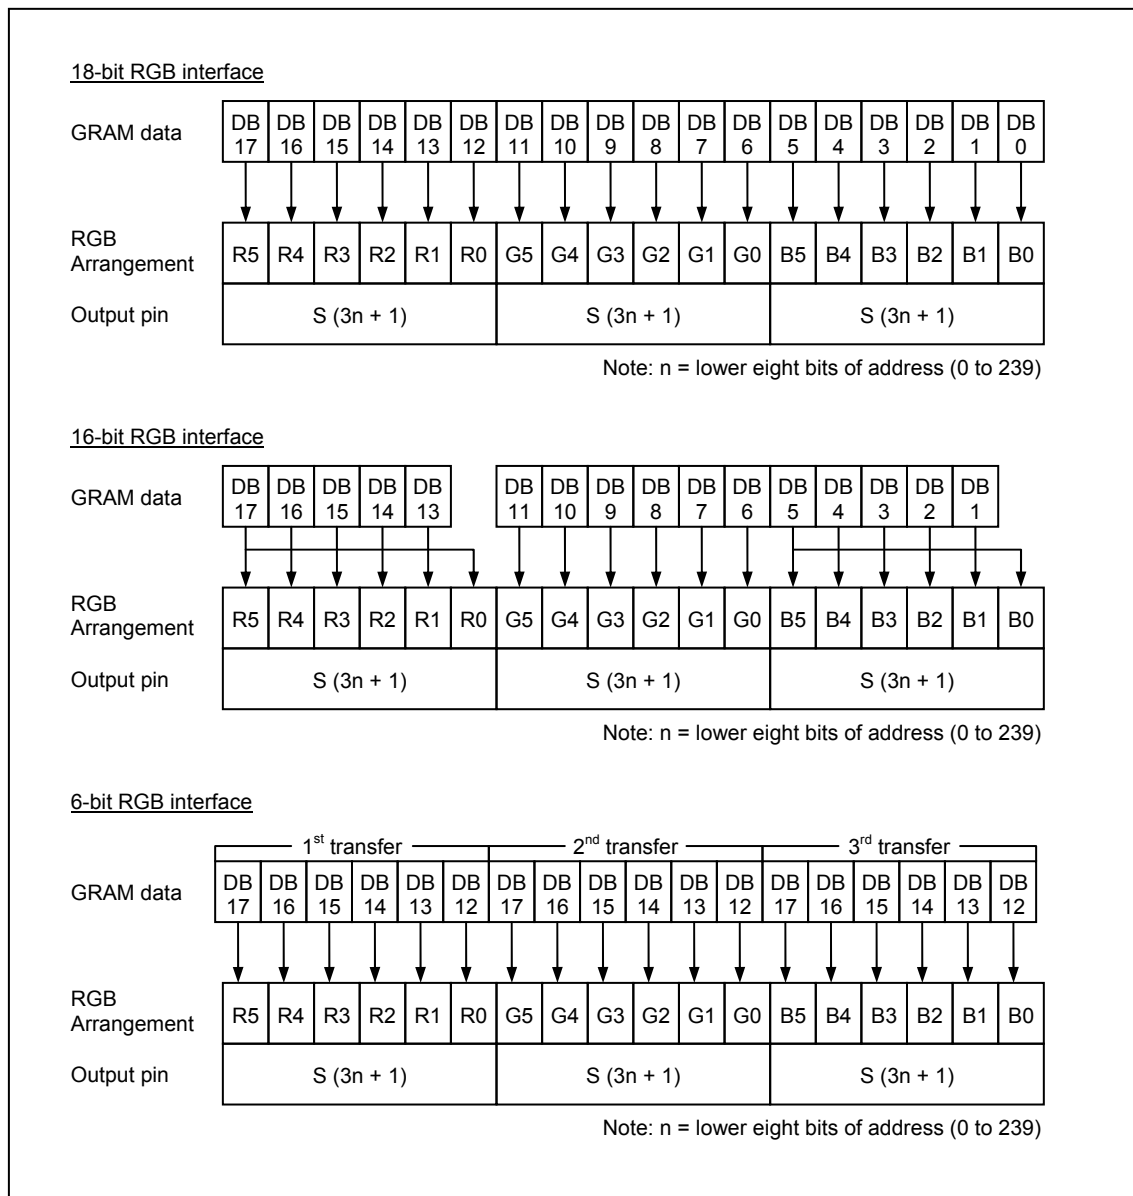 18-bit RGB interface
GRAM data
DB 17 DB 16 DB 15 DB 14 DB 13 DB 12 DB 11 DB 10 DB 9 DB 8 DB 7 DB 6 DB 5 DB 4 DB 3 DB 2 DB 1 DB 0
RGB Arrangement
R5 R4 R3 R2 R1 R0 G5 G4 G3 G2 G1 G0 B5 B4 B3 B2 B1 B0
Output pin
S (3n + 1) S (3n + 1) S (3n + 1)
Note: n = lower eight bits of address (0 to 239)
16-bit RGB interface
GRAM data
DB 17 DB 16 DB 15 DB 14 DB 13 DB 11 DB 10 DB 9 DB 8 DB 7 DB 6 DB 5 DB 4 DB 3 DB 2 DB 1
RGB Arrangement
R5 R4 R3 R2 R1 R0 G5 G4 G3 G2 G1 G0 B5 B4 B3 B2 B1 B0
Output pin
S (3n + 1) S (3n + 1) S (3n + 1)
Note: n = lower eight bits of address (0 to 239)
6-bit RGB interface
1st transfer 2nd transfer 3rd transfer
GRAM data
DB 17 DB 16 DB 15 DB 14 DB 13 DB 12 DB 17 DB 16 DB 15 DB 14 DB 13 DB 12 DB 17 DB 16 DB 15 DB 14 DB 13 DB 12
RGB Arrangement
R5 R4 R3 R2 R1 R0 G5 G4 G3 G2 G1 G0 B5 B4 B3 B2 B1 B0
Output pin
S (3n + 1) S (3n + 1) S (3n + 1)
Note: n = lower eight bits of address (0 to 239)